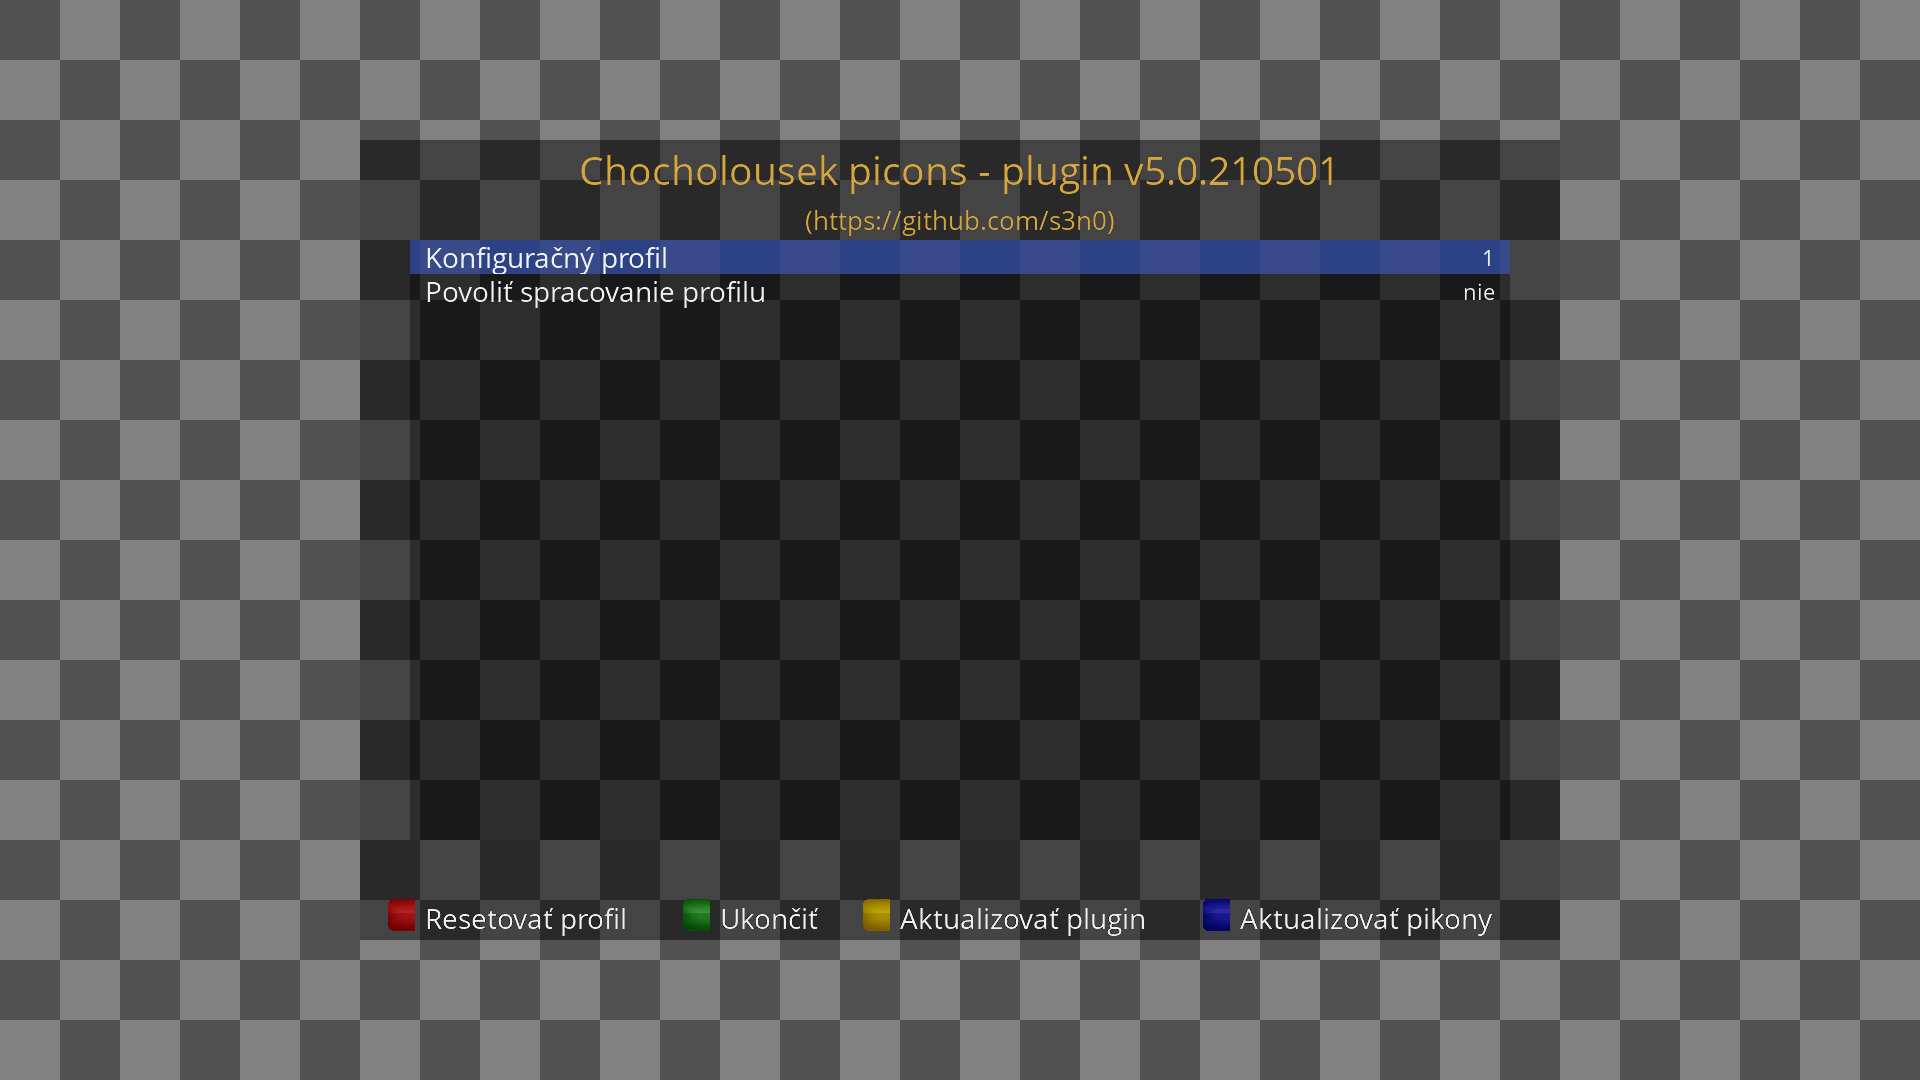 Chocholousek picons - plugin v5.0.210501
(https://github.com/s3n0)
Konfiguračný profil 1
Povoliť spracovanie profilu nie
Resetovať profil Ukončiť Aktualizovať plugin Aktualizovať pikony